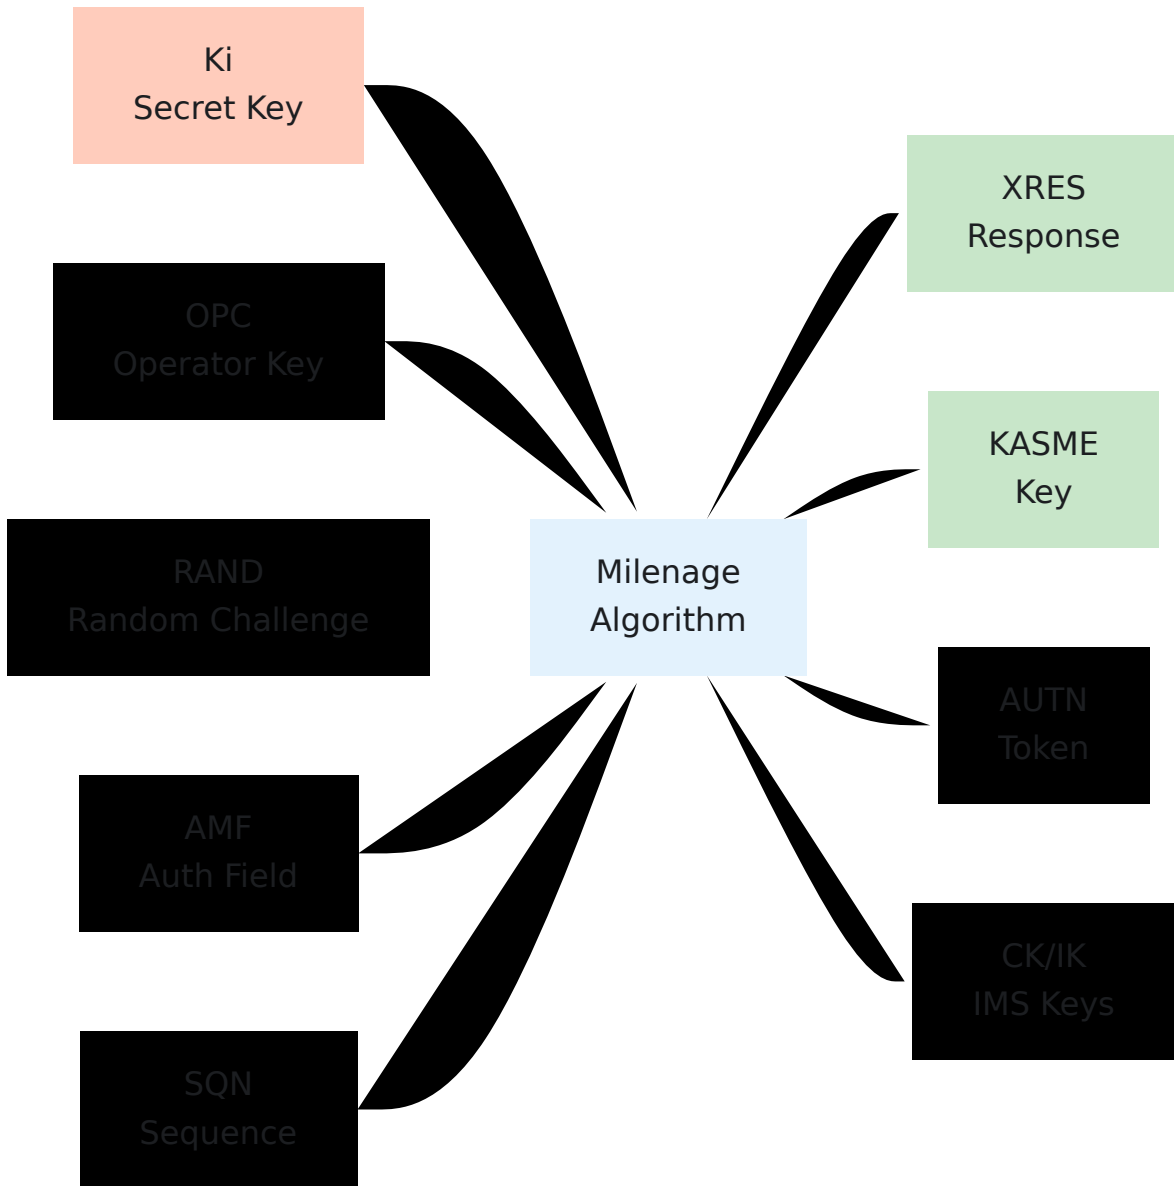 Ki
Secret Key
OPC
Operator Key
RAND
Random Challenge
AMF
Auth Field
SQN
Sequence
Milenage
Algorithm
XRES
Response
KASME
Key
AUTN
Token
CK/IK
IMS Keys